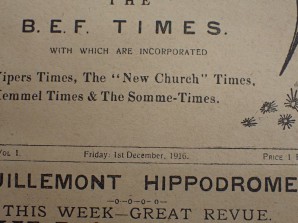 THE
B.E.F TIMES.
WITH WHICH ARE INCORPORATED
Wipers Times, The "New Church" Times,
Kemmel Times & The Somme-Times.
VOL 1. Friday: 1st December, 1916. PRICE 1
GUILLEMONT HIPPODROME
-o-o-o-o-
THIS WEEK—GREAT REVUE.